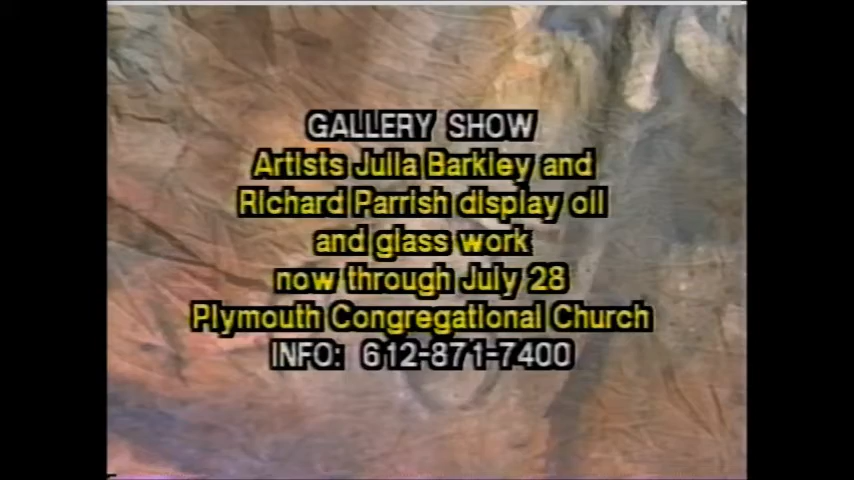 GALLERY SHOW
Artists Julia Barkley and
Richard Parrish display oil
and glass work
now through July 28
Plymouth Congregational Church
INFO: 612-871-7400